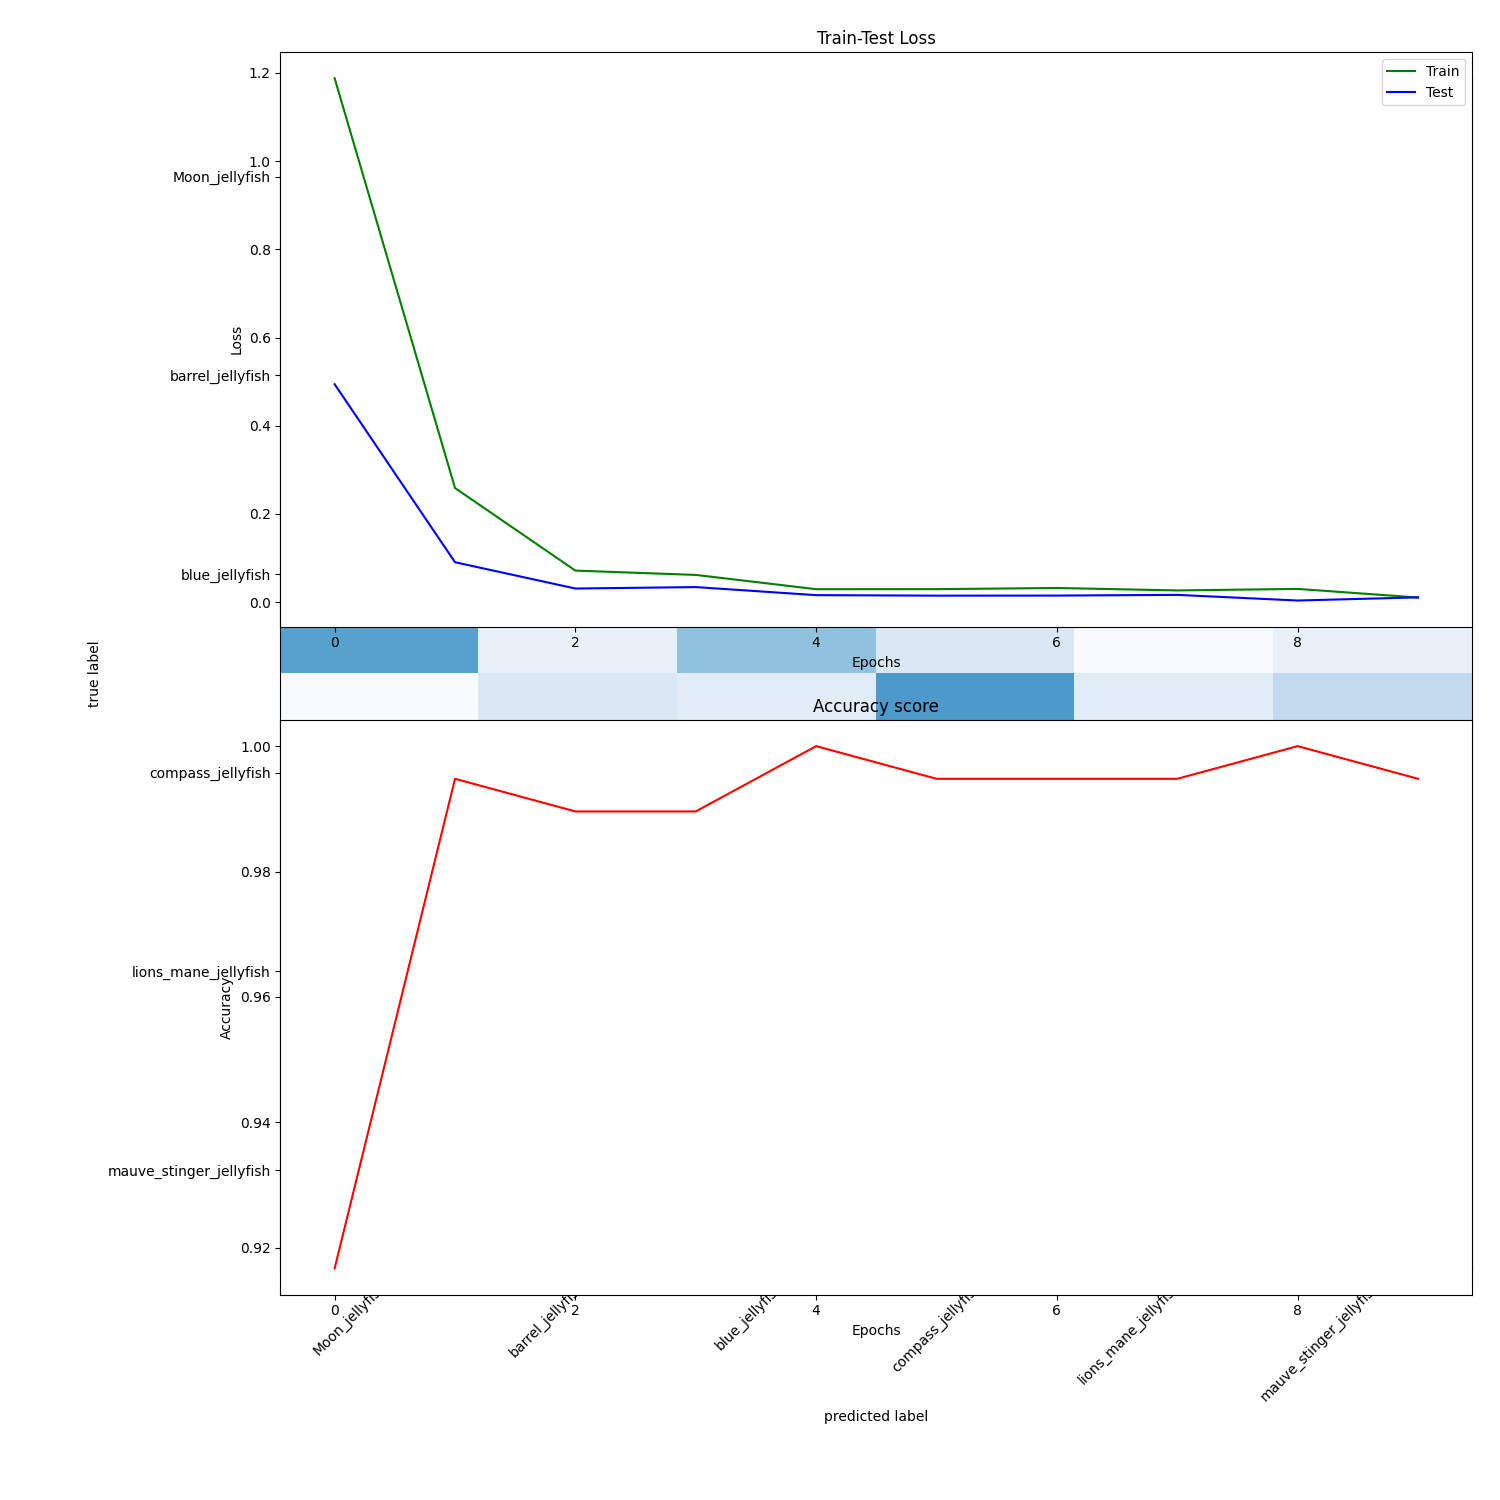 Train-Test Loss
Train
Test
1.2
1.0
Moon_jellyfish
0.8
Loss
0.6
barrel_jellyfish
0.4
0.2
blue_jellyfish
0.0
0 2 4 6 8
Epochs
true label
Accuracy score
1.00
compass_jellyfish
0.98
lions_mane_jellyfish
Accuracy
0.96
0.94
mauve_stinger_jellyfish
0.92
0 2 4 6 8
Epochs
predicted label